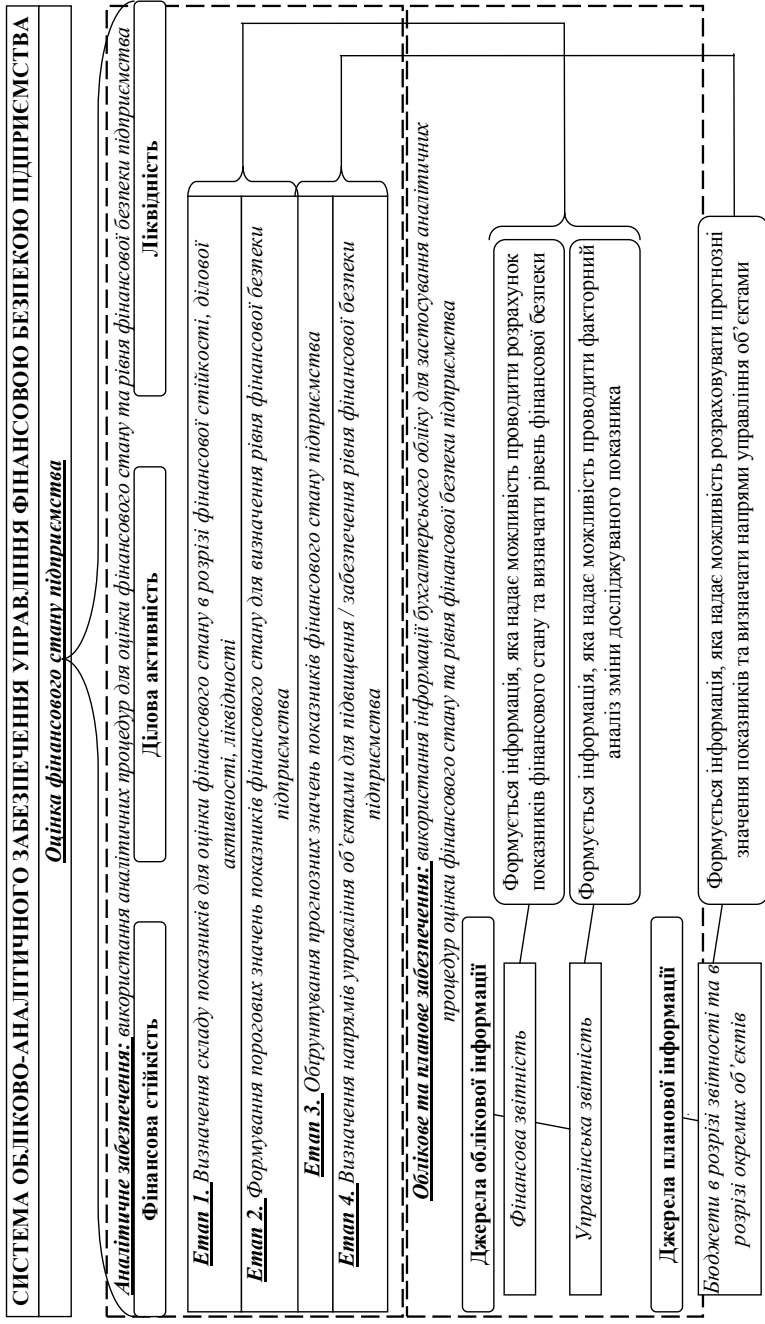 СИСТЕМА ОБЛІКОВО-АНАЛІТИЧНОГО ЗАБЕЗПЕЧЕННЯ УПРАВЛІННЯ ФІНАНСОВОЮ БЕЗПЕКОЮ ПІДПРИЄМСТВА
Оцінка фінансового стану підприємства
Аналітичне забезпечення: використання аналітичних процедур для оцінки фінансового стану та рівня фінансової безпеки підприємства
Фінансова стійкість
Ділова активність
Ліквідність
Етап 1. Визначення складу показників для оцінки фінансового стану в розрізі фінансової стійкості, ділової
активності, ліквідності
Етап 2. Формування порогових значень показників фінансового стану для визначення рівня фінансової безпеки
підприємства
Етап 3. Обґрунтування прогнозних значень показників фінансового стану підприємства
Етап 4. Визначення напрямів управління об’єктами для підвищення / забезпечення рівня фінансової безпеки
підприємства
Облікове та планове забезпечення: використання інформації бухгалтерського обліку для застосування аналітичних
процедур оцінки фінансового стану та рівня фінансової безпеки підприємства
Джерела облікової інформації
Фінансова звітність
Формується інформація, яка надає можливість проводити розрахунок
показників фінансового стану та визначати рівень фінансової безпеки
Управлінська звітність
Формується інформація, яка надає можливість проводити факторний
аналіз зміни досліджуваного показника
Джерела планової інформації
Бюджети в розрізі звітності та в
розрізі окремих об’єктів
Формується інформація, яка надає можливість розраховувати прогнозні
значення показників та визначати напрями управління об’єктами